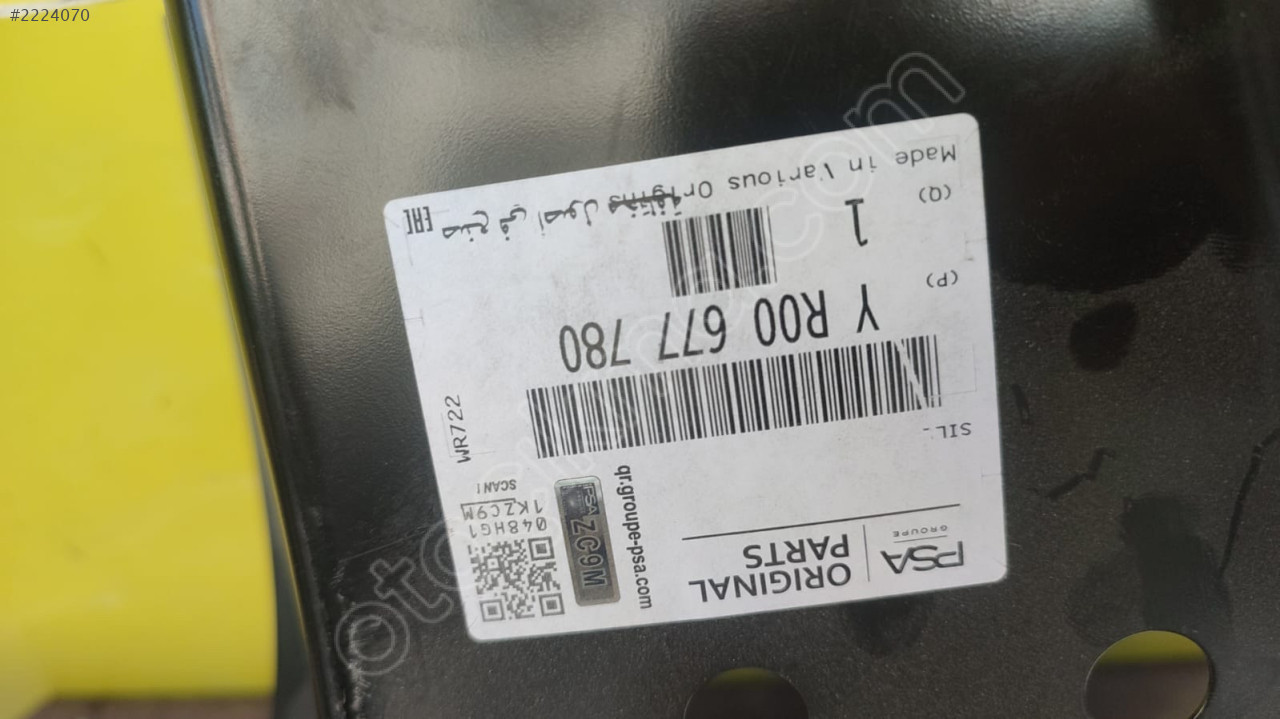 #2224070
PSA
GROUPE
ORIGINAL
PARTS
qr.groupe-psa.com
PSA
ZC9M
048HG1
1KZC9M
SCAN!
WR722
SIL.-
(P)
Y R00 677 780
(Q)
1
Made in Various Origins
صنع في أصول مختلفة
EAC